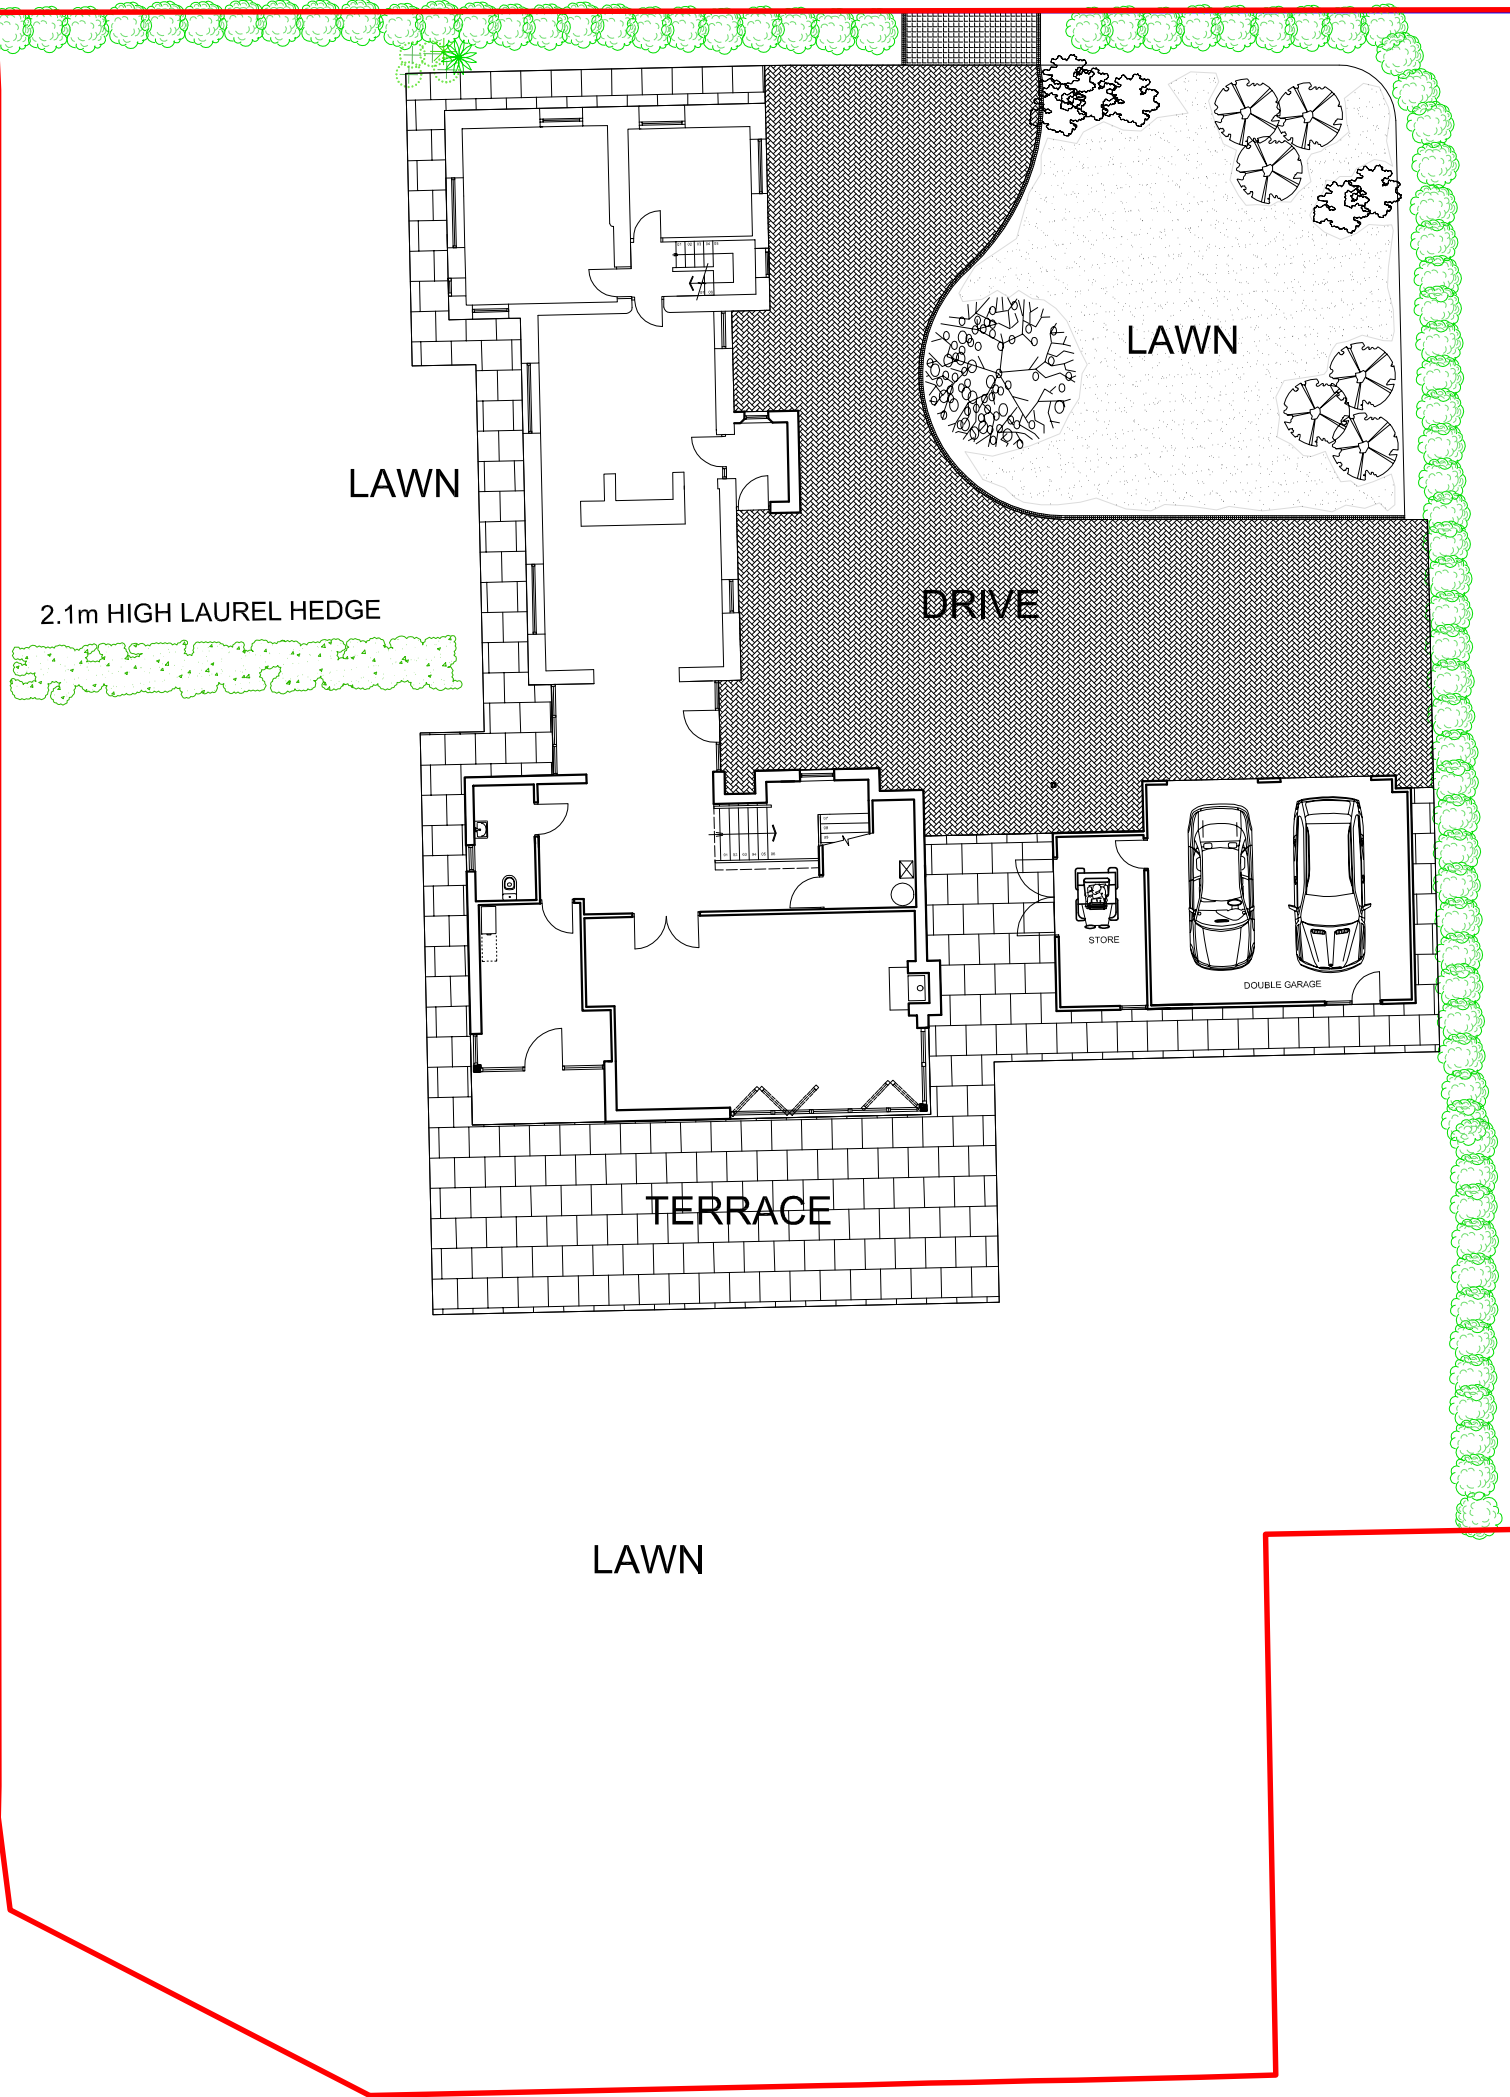 LAWN
LAWN
2.1m HIGH LAUREL HEDGE
DRIVE
STORE
DOUBLE GARAGE
TERRACE
LAWN